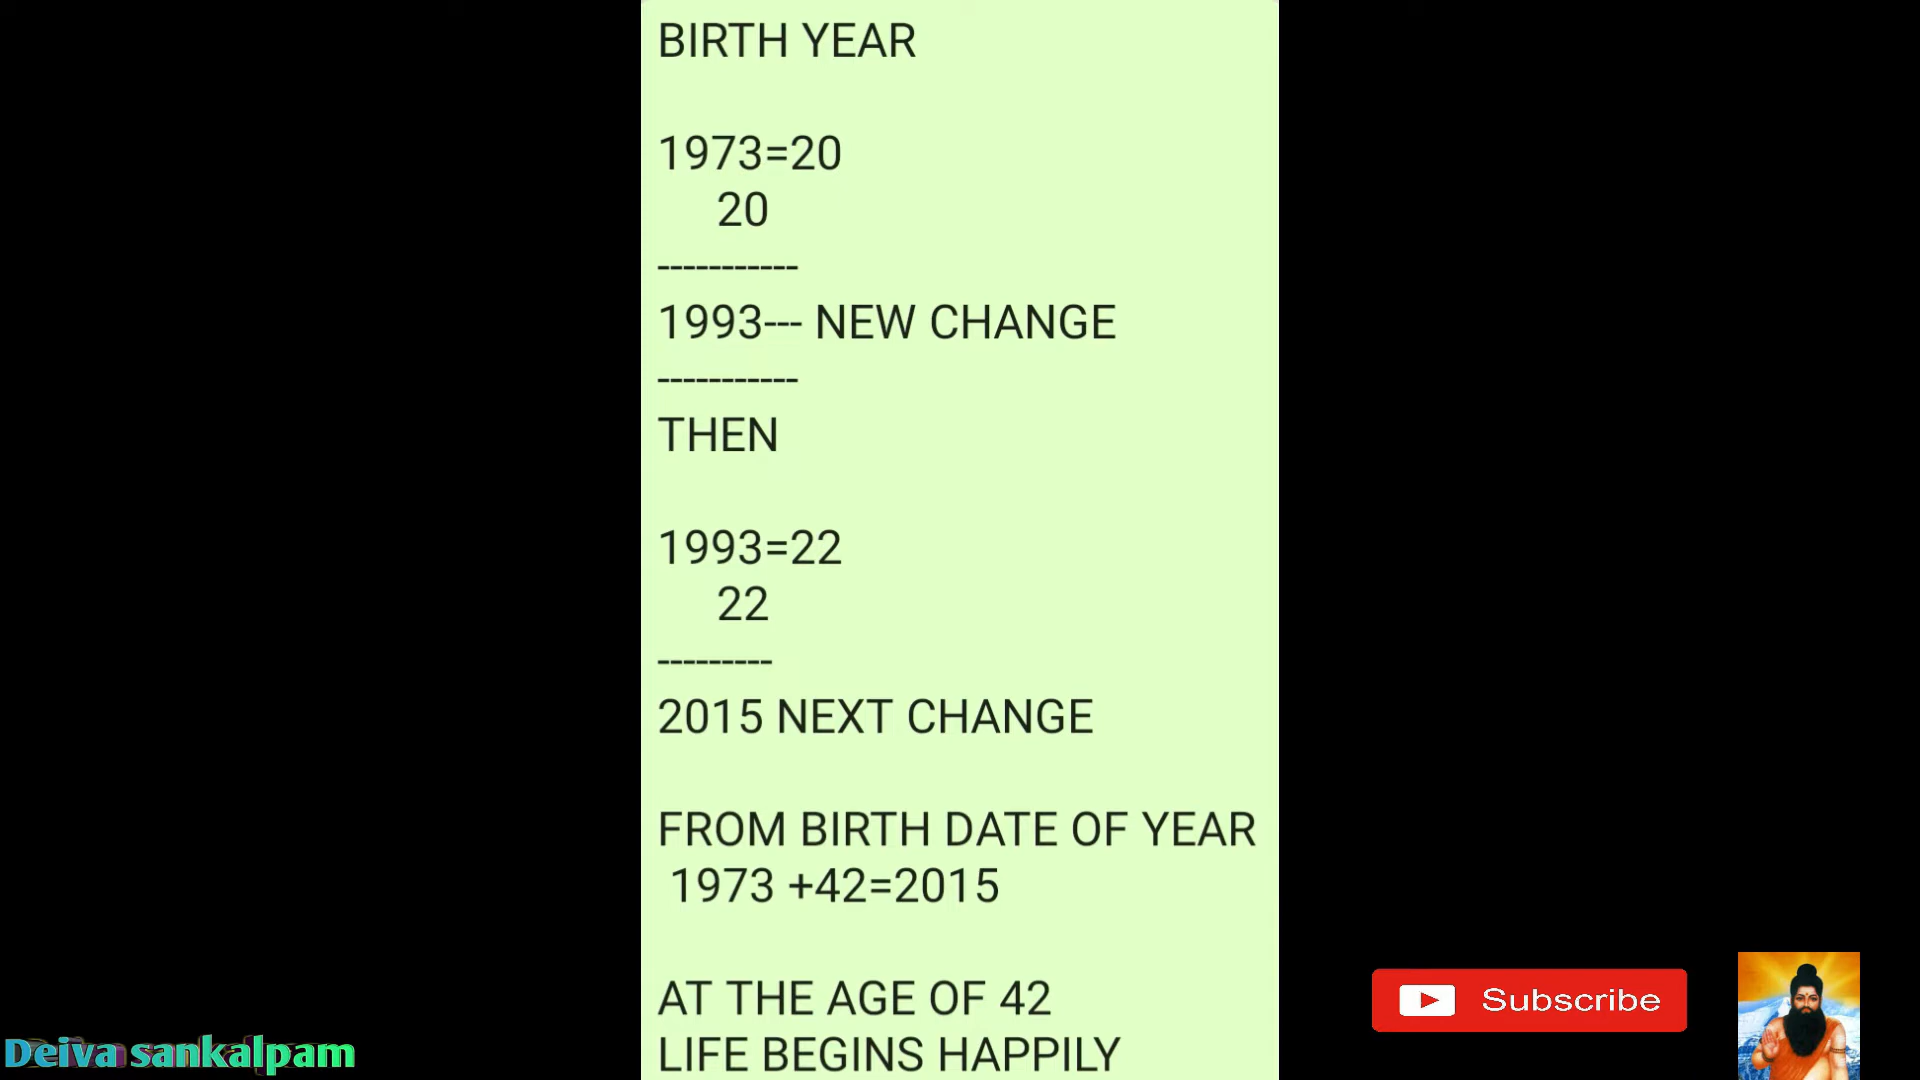 BIRTH YEAR
1973=20
20
-----------
1993--- NEW CHANGE
-----------
THEN
1993=22
22
---------
2015 NEXT CHANGE
FROM BIRTH DATE OF YEAR
1973 +42=2015
AT THE AGE OF 42
LIFE BEGINS HAPPILY
Subscribe
Deiva sankalpam